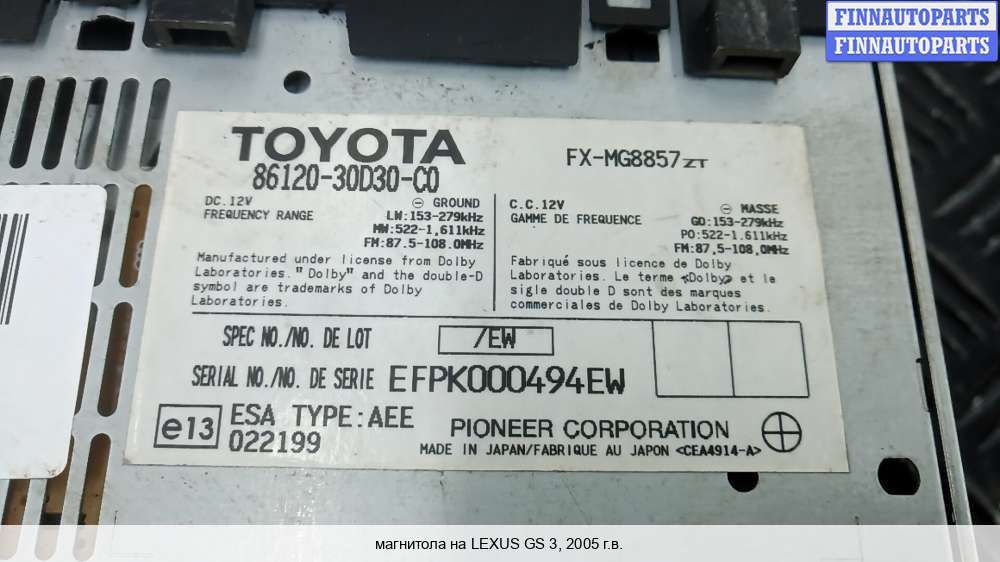 FINNAUTOPARTS
FINNAUTOPARTS
TOYOTA
86120-30D30-C0
FX-MG8857ZT
DC.12V ⊖ GROUND
FREQUENCY RANGE LW:153-279kHz
MW:522-1,611kHz
FM:87.5-108.0MHz
Manufactured under license from Dolby
Laboratories. "Dolby" and the double-D
symbol are trademarks of Dolby
Laboratories.
C.C.12V ⊖ MASSE
GAMME DE FREQUENCE GO:153-279kHz
PO:522-1,611kHz
FM:87,5-108,0MHz
Fabriqué sous licence de Dolby
Laboratories. Le terme «Dolby» et le
sigle double D sont des marques
commerciales de Dolby Laboratories.
SPEC NO./NO. DE LOT /EW
SERIAL NO./NO. DE SERIE EFPK000494EW
e13 ESA TYPE:AEE
022199
PIONEER CORPORATION
MADE IN JAPAN/FABRIQUE AU JAPON <CEA4914-A>
магнитола на LEXUS GS 3, 2005 г.в.